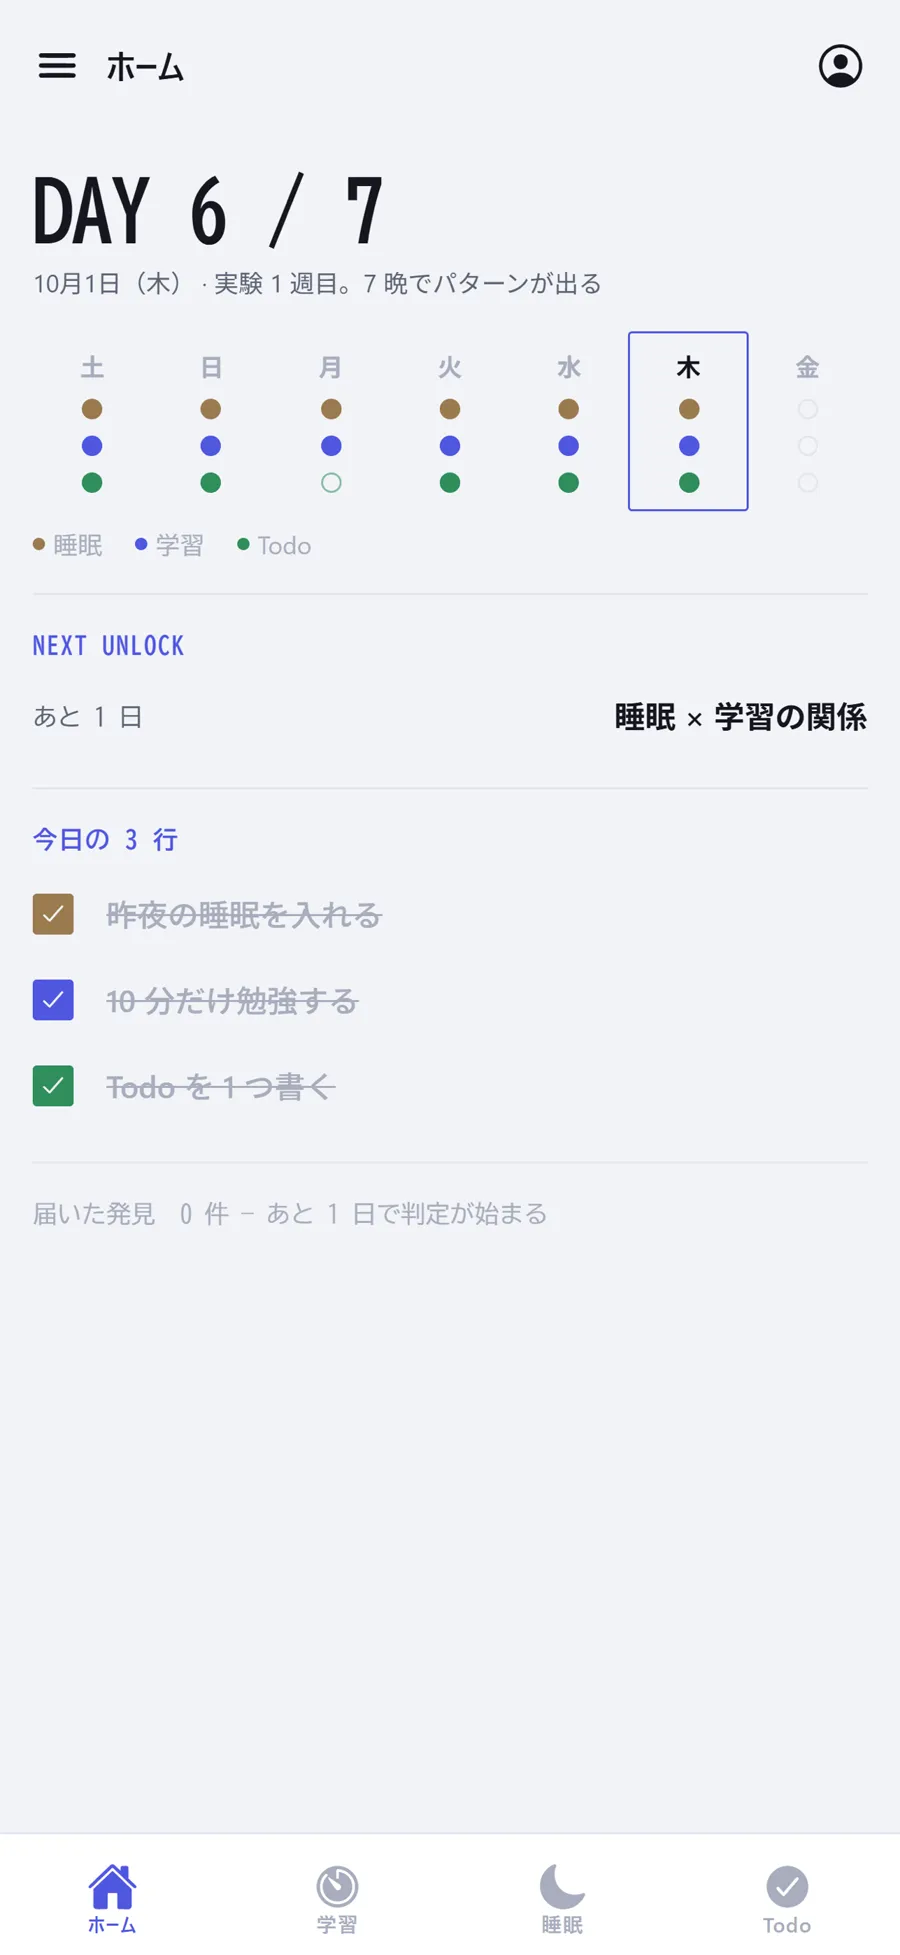 ホーム
DAY 6 / 7
10月1日（木） · 実験 1 週目。7 晩でパターンが出る
土 日 月 火 水 木 金
睡眠 学習 Todo
NEXT UNLOCK
あと 1 日 睡眠 × 学習の関係
今日の 3 行
昨夜の睡眠を入れる
10 分だけ勉強する
Todo を 1 つ書く
届いた発見 0 件 − あと 1 日で判定が始まる
ホーム 学習 睡眠 Todo